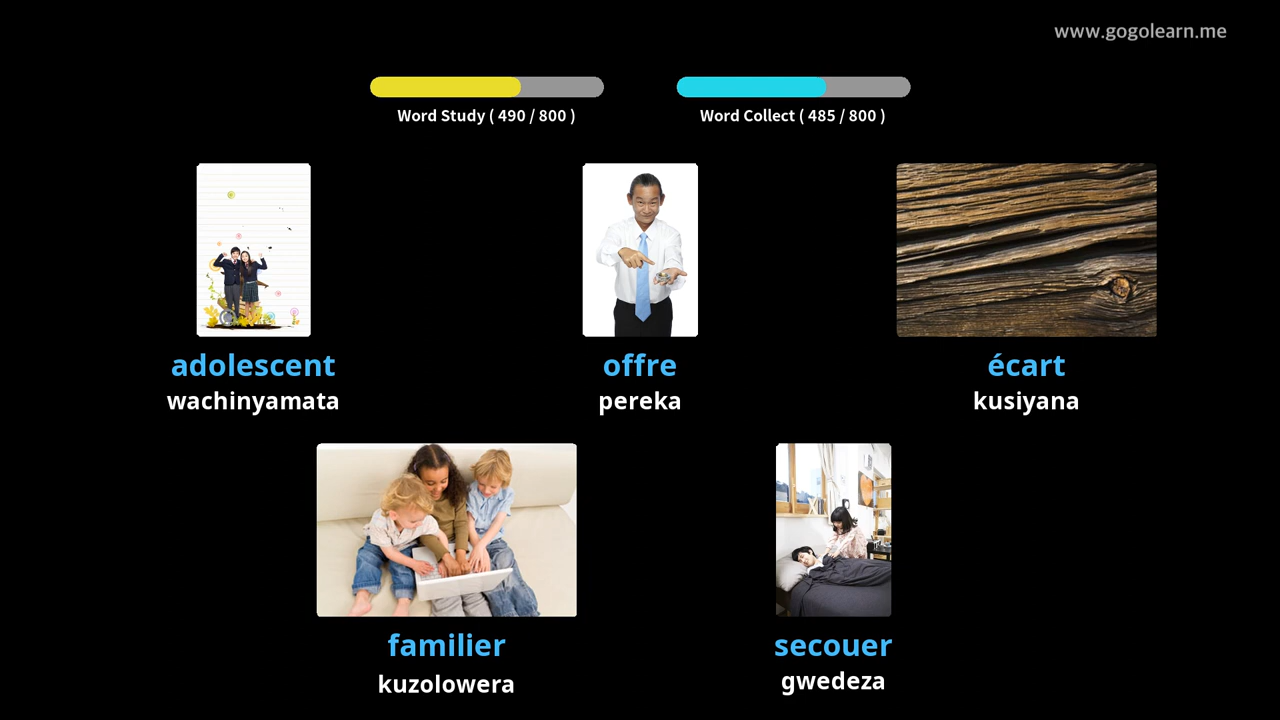 www.gogolearn.me
Word Study ( 490 / 800 )
Word Collect ( 485 / 800 )
adolescent
wachinyamata
offre
pereka
écart
kusiyana
familier
kuzolowera
secouer
gwedeza